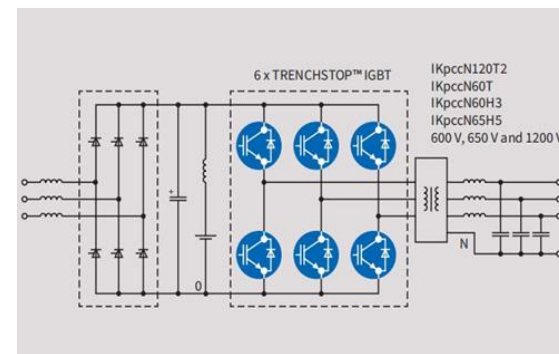 6 x TRENCHSTOP™ IGBT
IKpccN120T2
IKpccN60T
IKpccN60H3
IKpccN65H5
600 V, 650 V and 1200 V
+
0
N